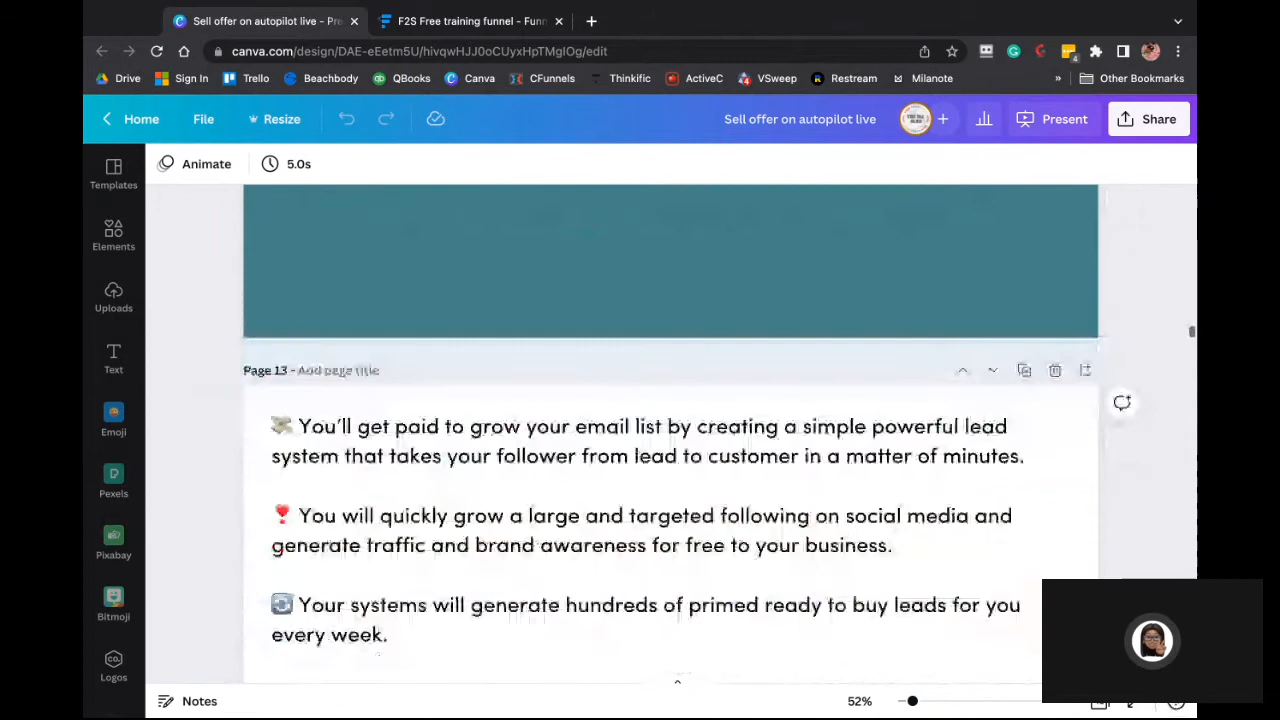 Sell offer on autopilot live - Pre
F2S Free training funnel - Funn
canva.com/design/DAE-eEetm5U/hivqwHJJ0oCUyxHpTMgIOg/edit
Drive Sign In Trello Beachbody QBooks Canva CFunnels Thinkific ActiveC VSweep Restream Milanote » Other Bookmarks
Home File Resize Sell offer on autopilot live Present Share
Animate 5.0s
Templates
Elements
Uploads
Text
Emoji
Pexels
Pixabay
Bitmoji
CO.
Logos
Page 13 - Add page title
You'll get paid to grow your email list by creating a simple powerful lead
system that takes your follower from lead to customer in a matter of minutes.
You will quickly grow a large and targeted following on social media and
generate traffic and brand awareness for free to your business.
Your systems will generate hundreds of primed ready to buy leads for you
every week.
Notes 52%